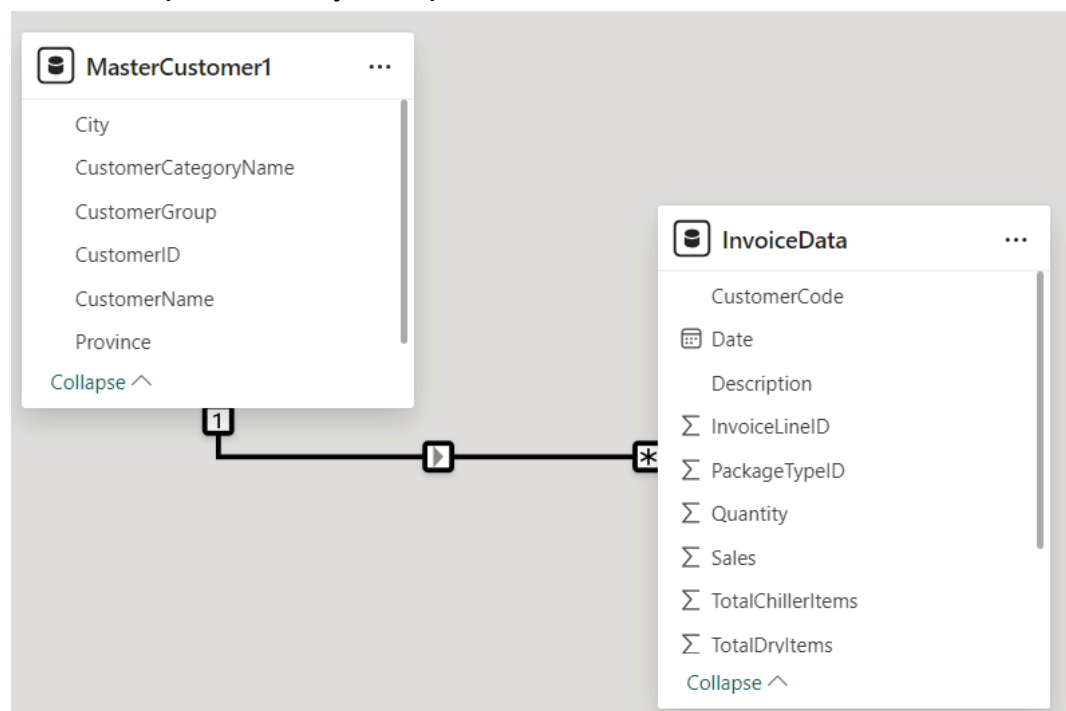 MasterCustomer1 ...
City
CustomerCategoryName
CustomerGroup
CustomerID
CustomerName
Province
Collapse
1
*
InvoiceData ...
CustomerCode
Date
Description
∑ InvoiceLineID
∑ PackageTypeID
∑ Quantity
∑ Sales
∑ TotalChillerItems
∑ TotalDryItems
Collapse